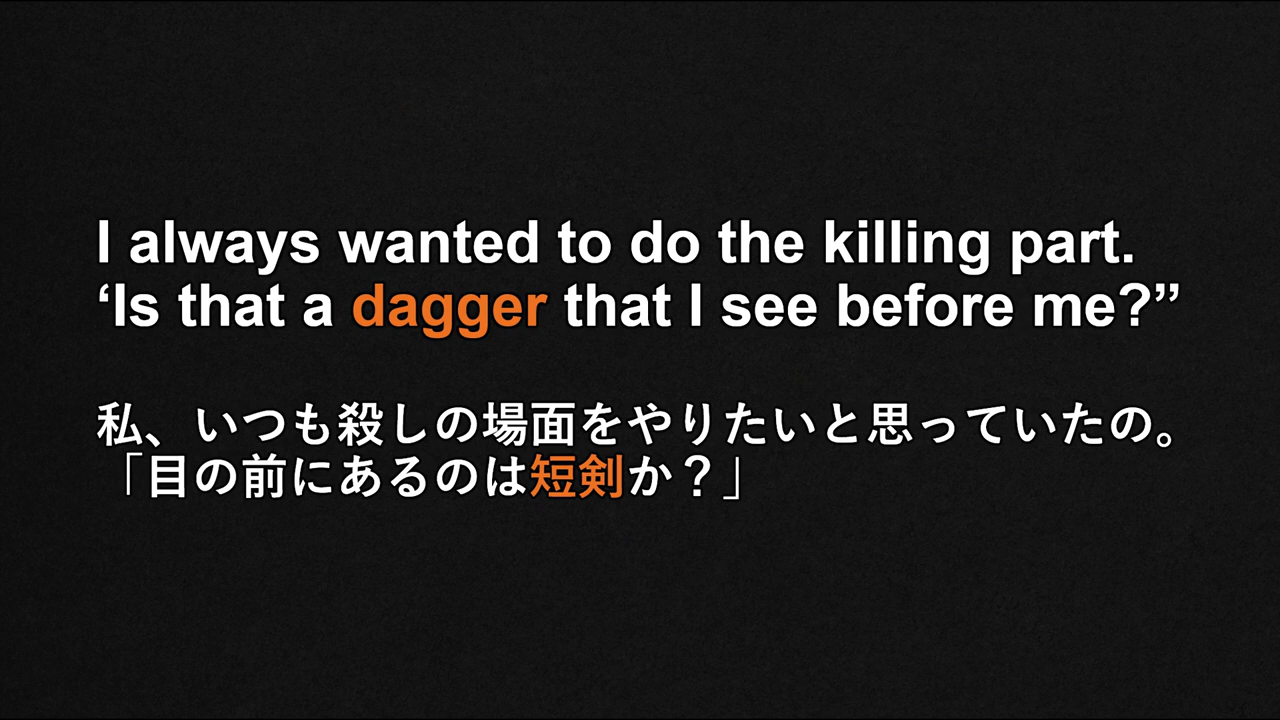 I always wanted to do the killing part.
‘Is that a dagger that I see before me?”
私、いつも殺しの場面をやりたいと思っていたの。
「目の前にあるのは短剣か？」